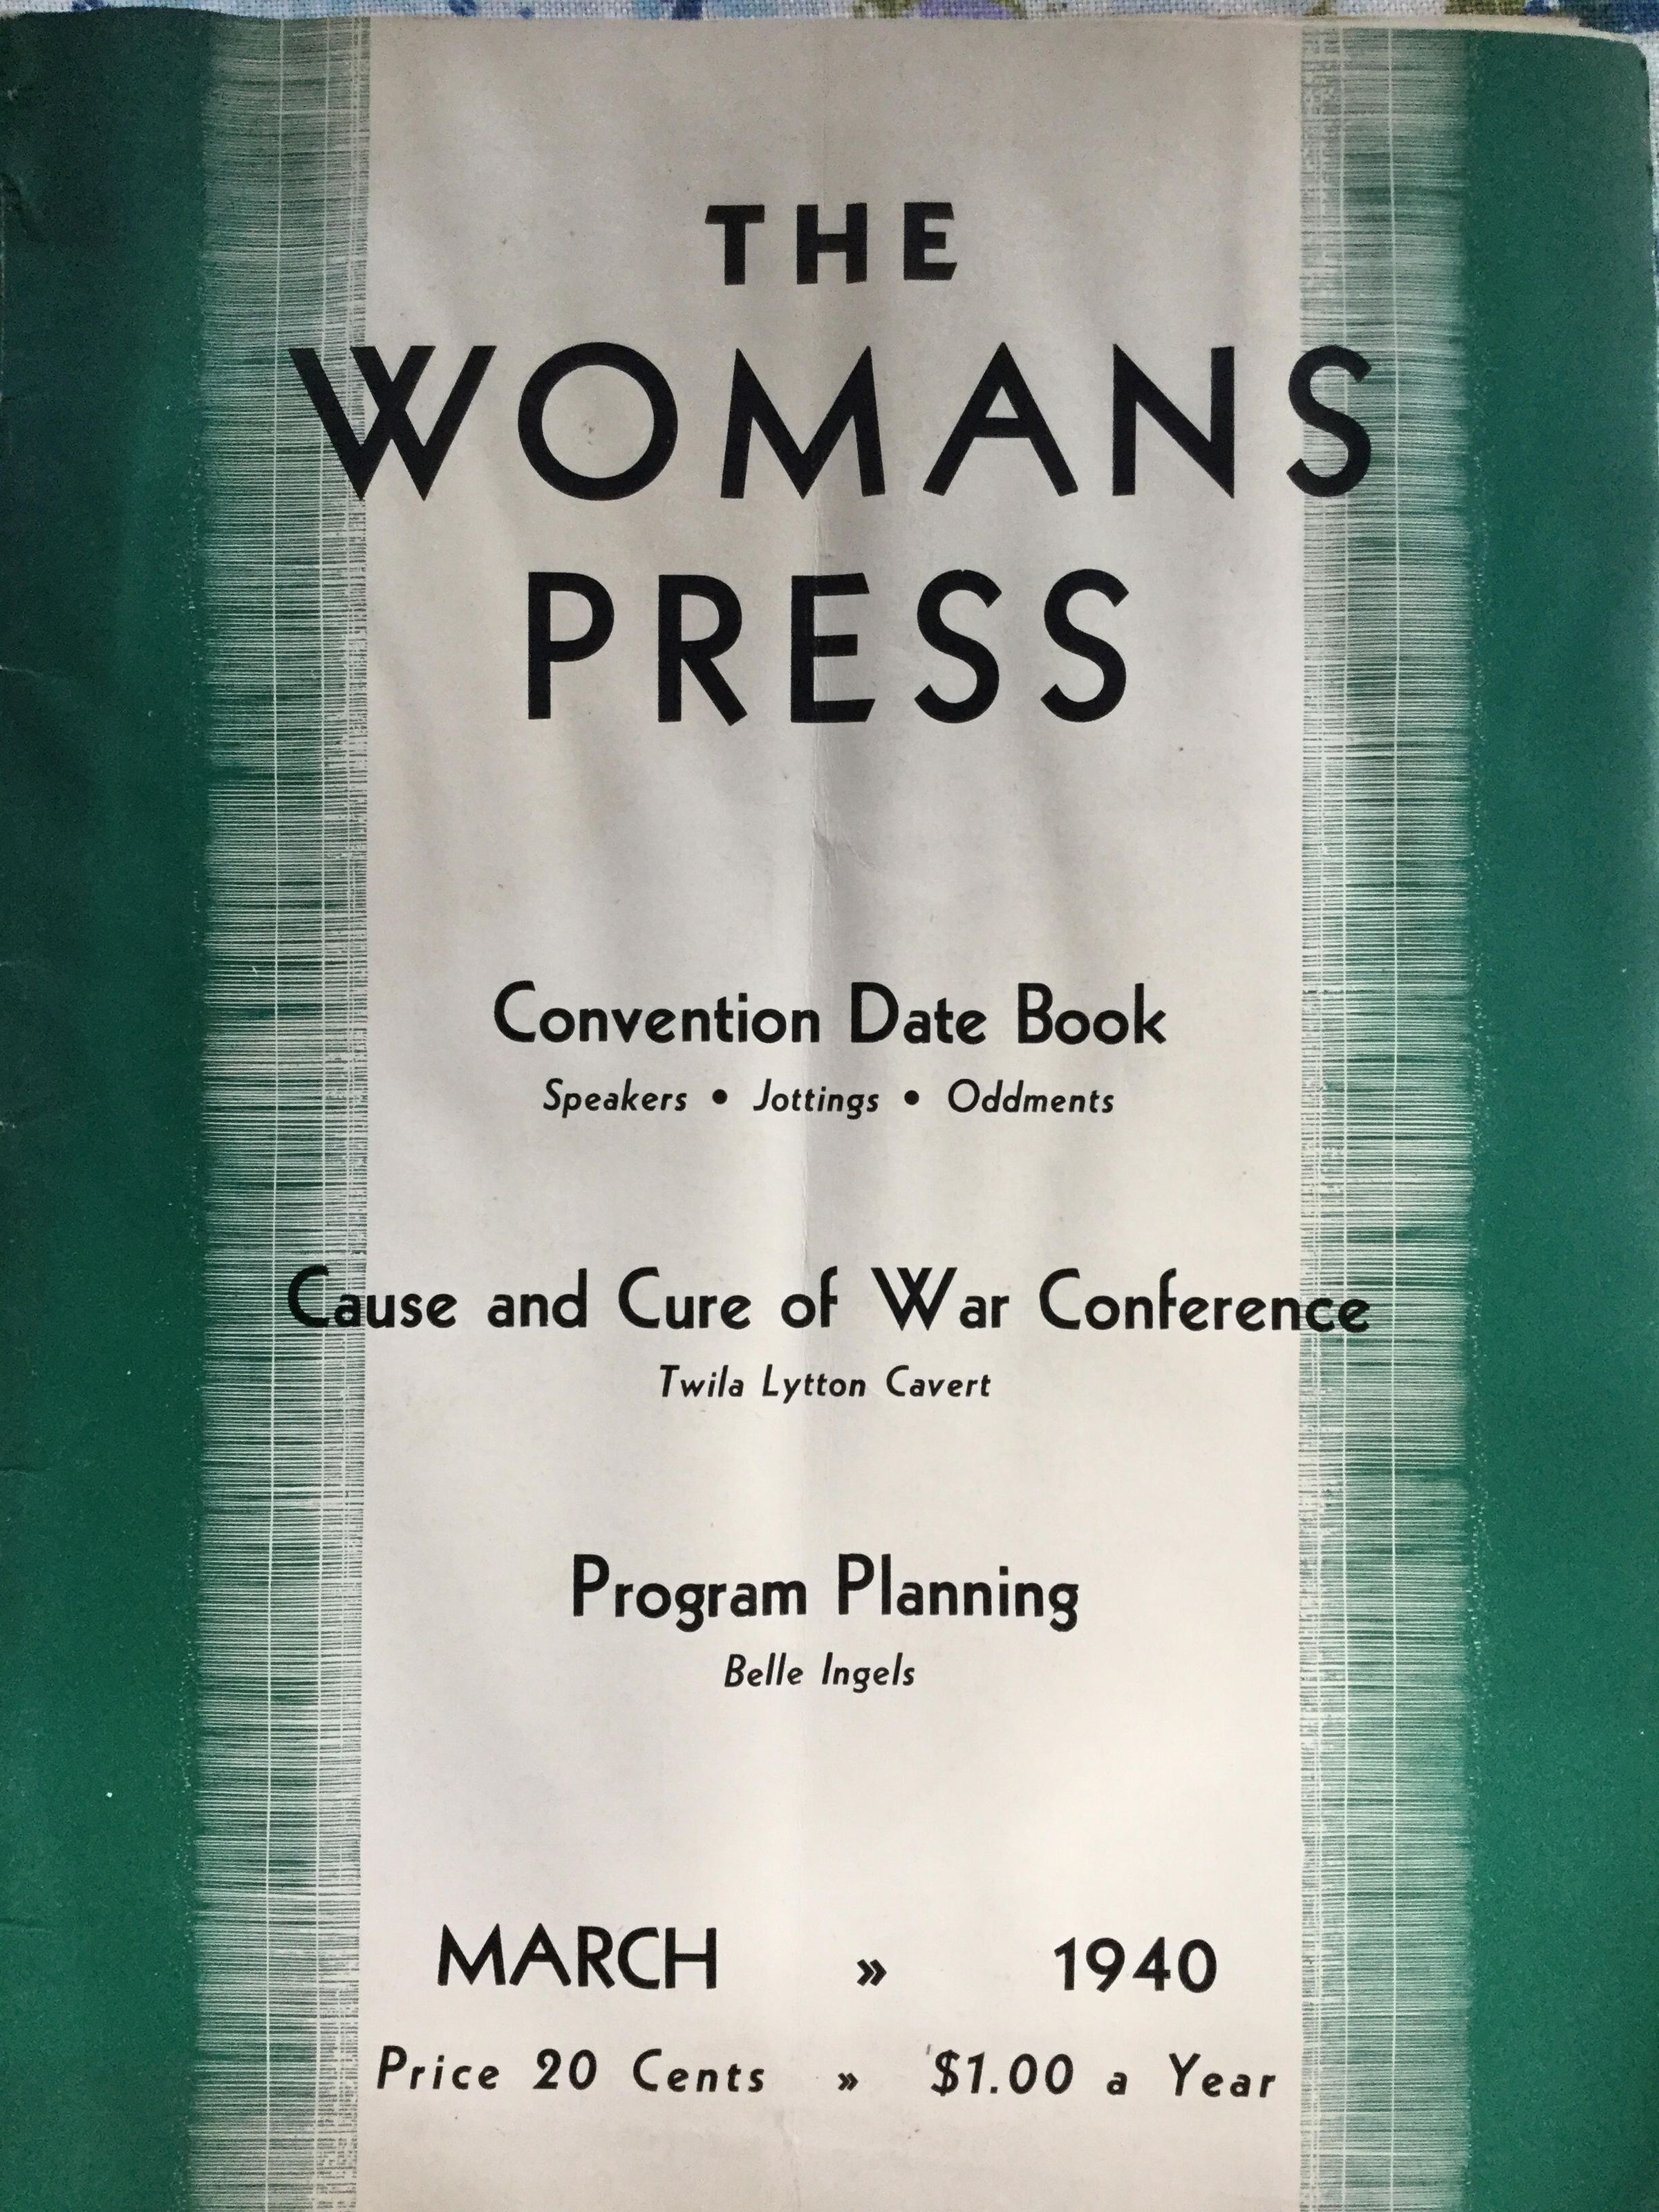 THE
WOMANS
PRESS
Convention Date Book
Speakers • Jottings • Oddments
Cause and Cure of War Conference
Twila Lytton Cavert
Program Planning
Belle Ingels
MARCH » 1940
Price 20 Cents » $1.00 a Year